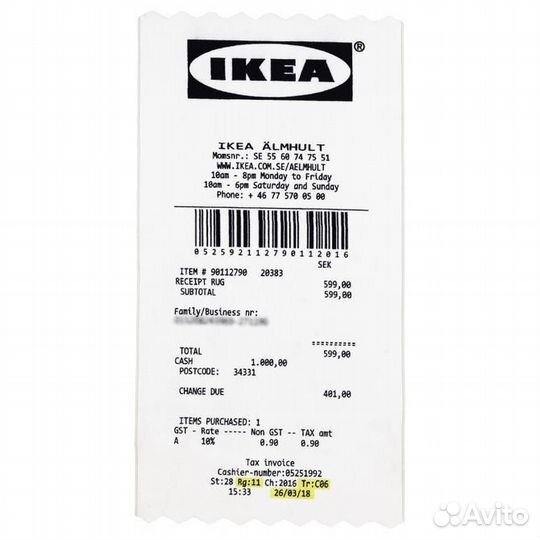 IKEA®
IKEA ÄLMHULT
Momsnr.: SE 55 60 74 75 51
WWW.IKEA.COM.SE/AELMHULT
10am - 8pm Monday to Friday
10am - 6pm Saturday and Sunday
Phone: + 46 77 570 05 00
052592112790112016
SEK
ITEM # 90112790 20383
RECEIPT RUG 599,00
SUBTOTAL 599,00
Family/Business nr:
==========
TOTAL 599,00
CASH 1.000,00
POSTCODE: 34331
CHANGE DUE 401,00
ITEMS PURCHASED: 1
GST - Rate ----- Non GST -- TAX amt
A 10% 0.90 0.90
Tax invoice
Cashier-number:05251992
St:28 Rg:11 Ch:2016 Tr:C06
15:33 26/03/18
Avito